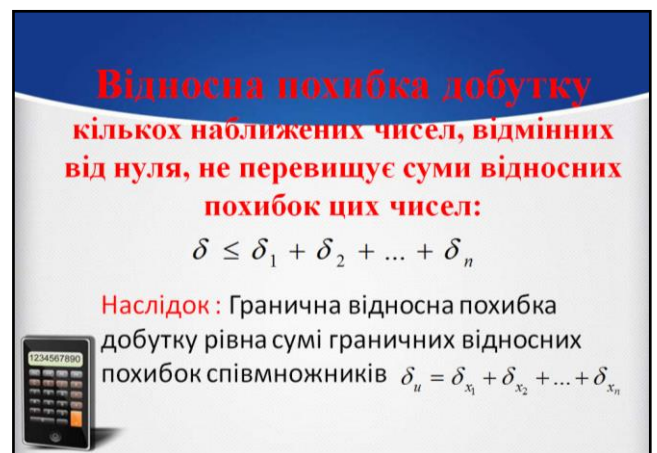 Відносна похибка добутку
кількох наближених чисел, відмінних
від нуля, не перевищує суми відносних
похибок цих чисел:
δ ≤ δ₁ + δ₂ + ... + δₙ
Наслідок : Гранична відносна похибка
добутку рівна сумі граничних відносних
похибок співмножників δᵤ = δₓ₁ + δₓ₂ + ... + δₓₙ
1234567890